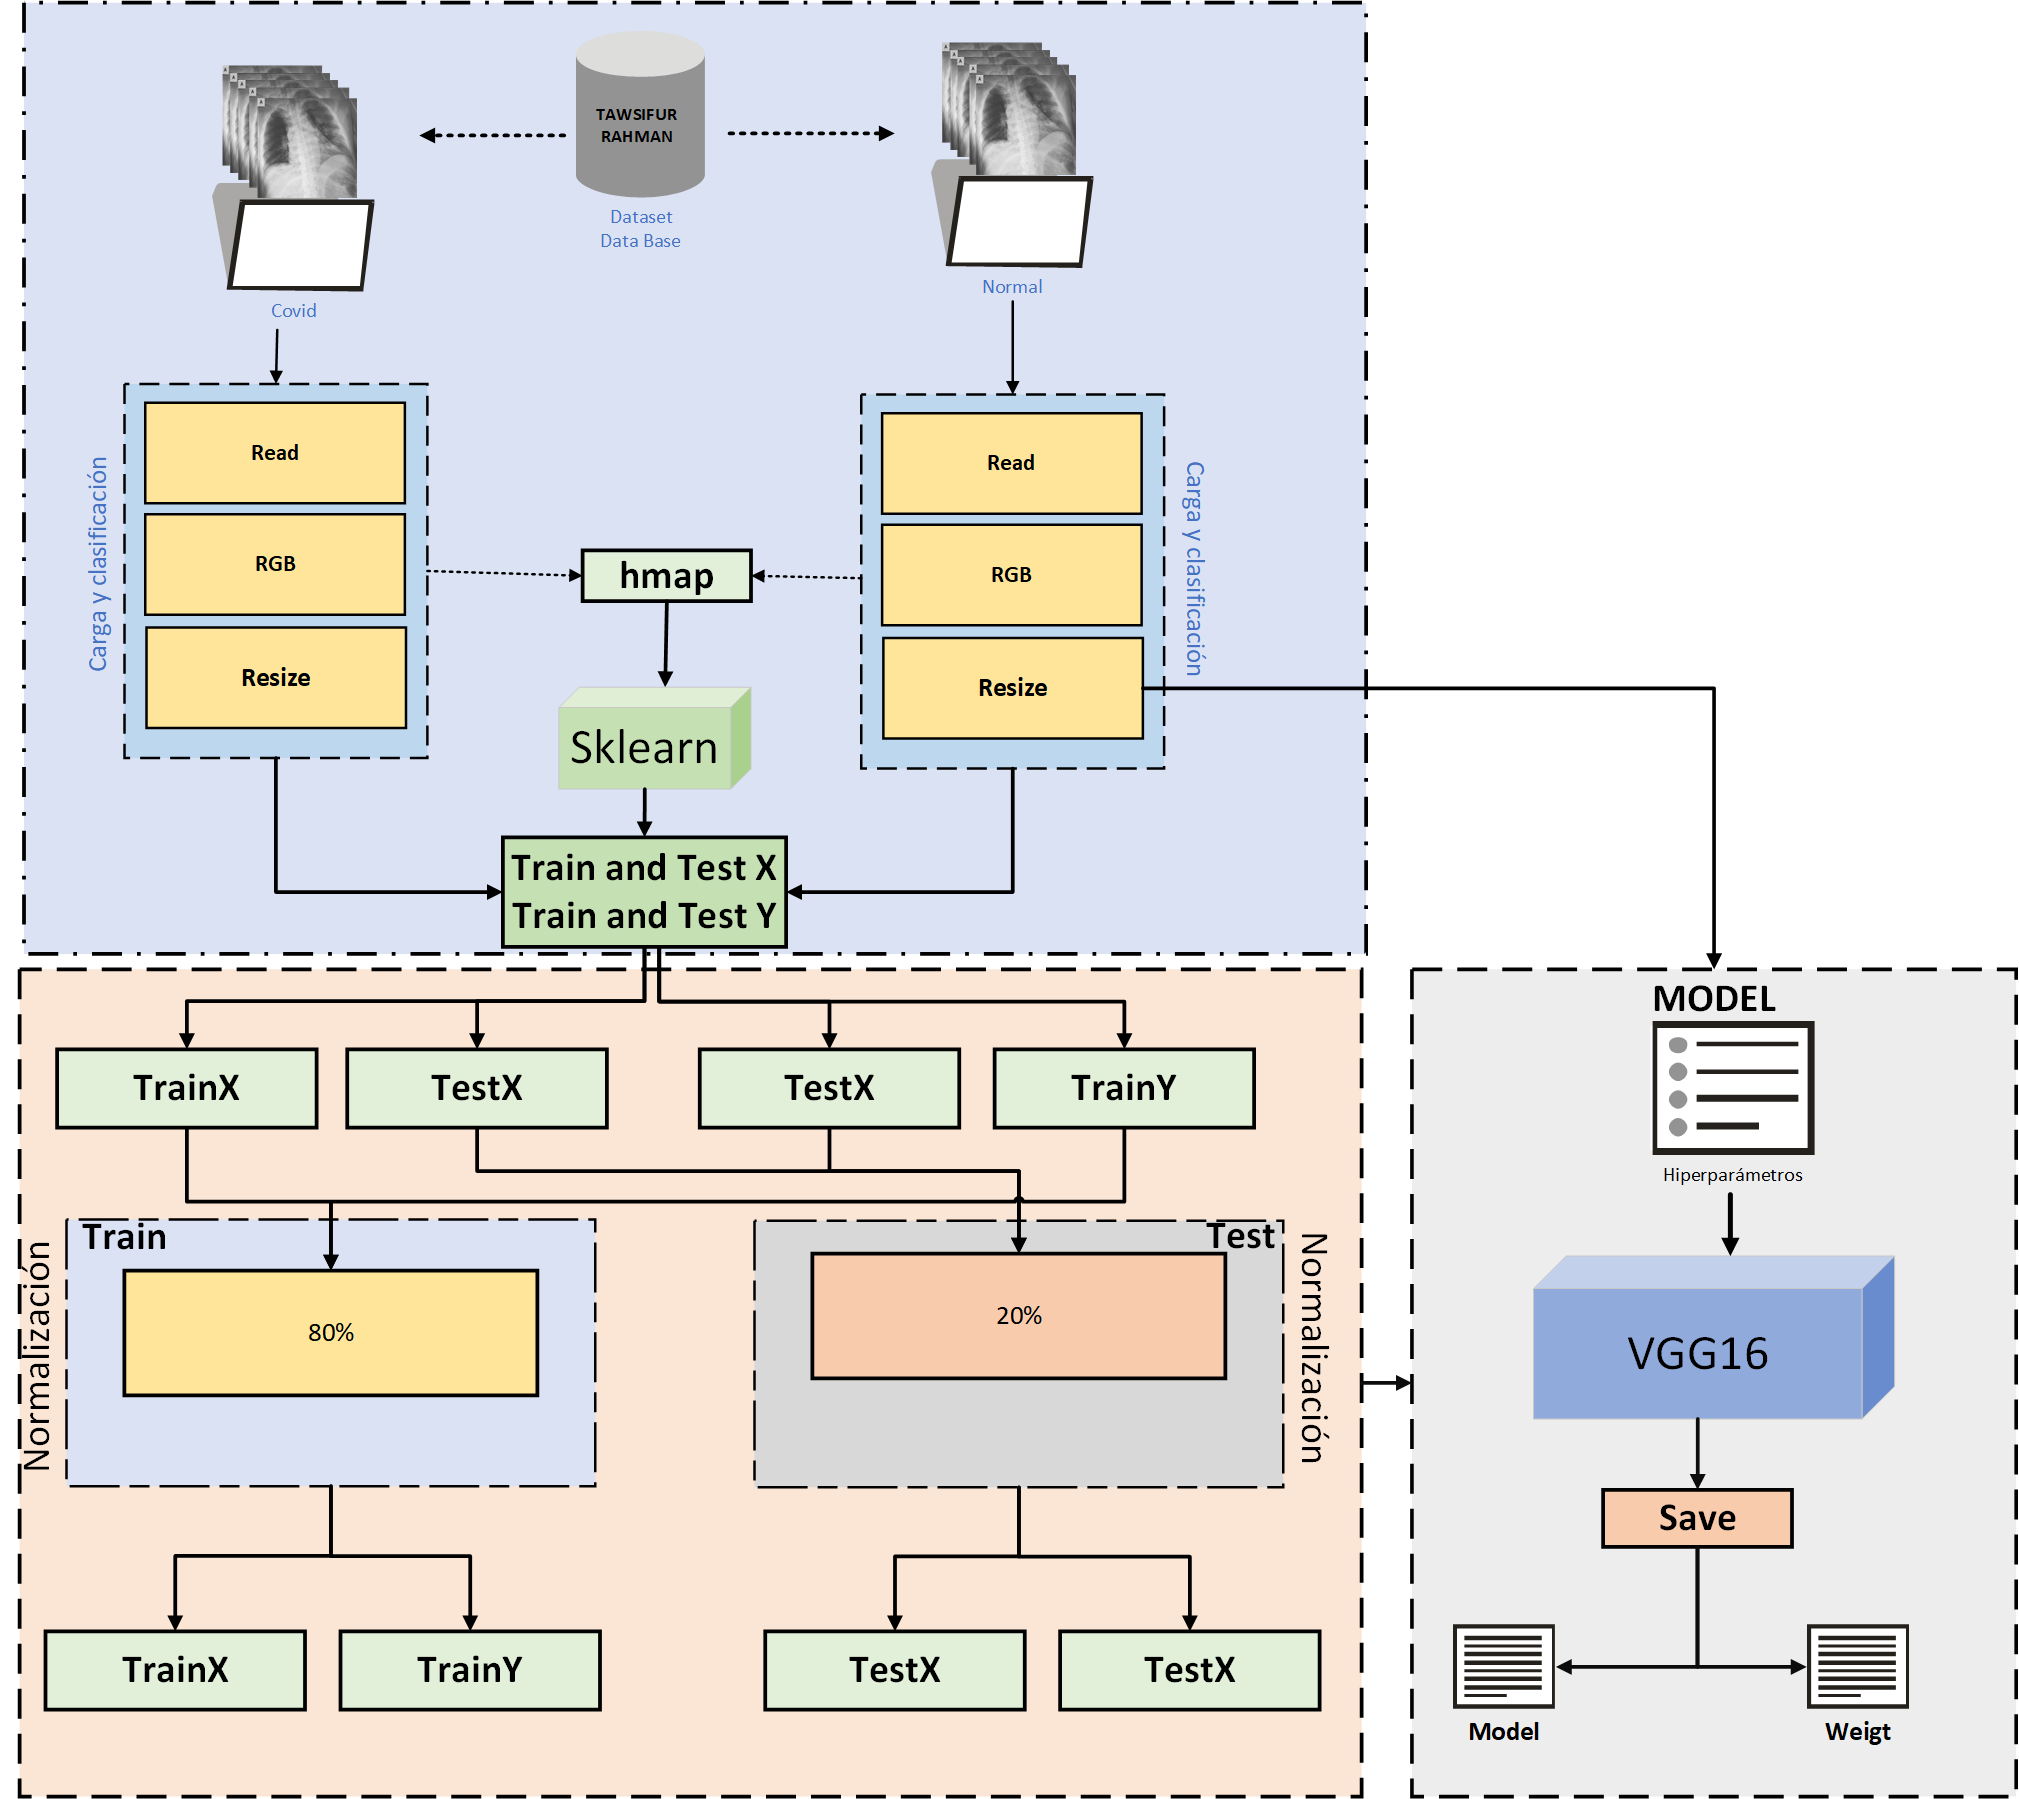 TAWSIFUR
RAHMAN
Dataset
Data Base
Covid
Normal
Carga y clasificación
Read
RGB
Resize
hmap
Sklearn
Read
RGB
Resize
Carga y clasificación
Train and Test X
Train and Test Y
TrainX
TestX
TestX
TrainY
Normalización
Train
80%
Test
20%
Normalización
TrainX
TrainY
TestX
TestX
MODEL
Hiperparámetros
VGG16
Save
Model
Weigt